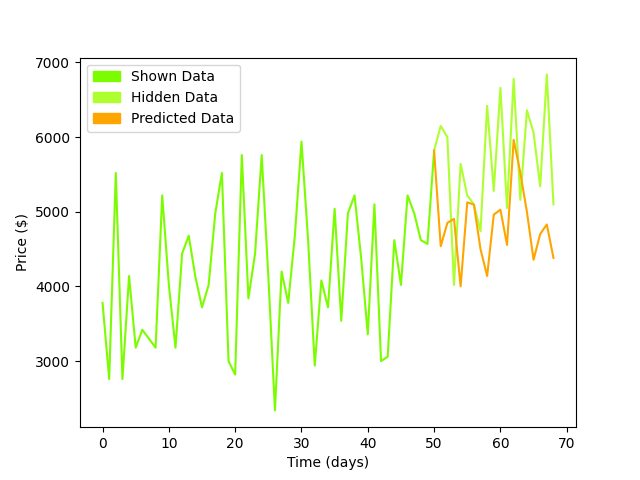 Shown Data
Hidden Data
Predicted Data
7000
6000
5000
4000
3000
Price ($)
0 10 20 30 40 50 60 70
Time (days)